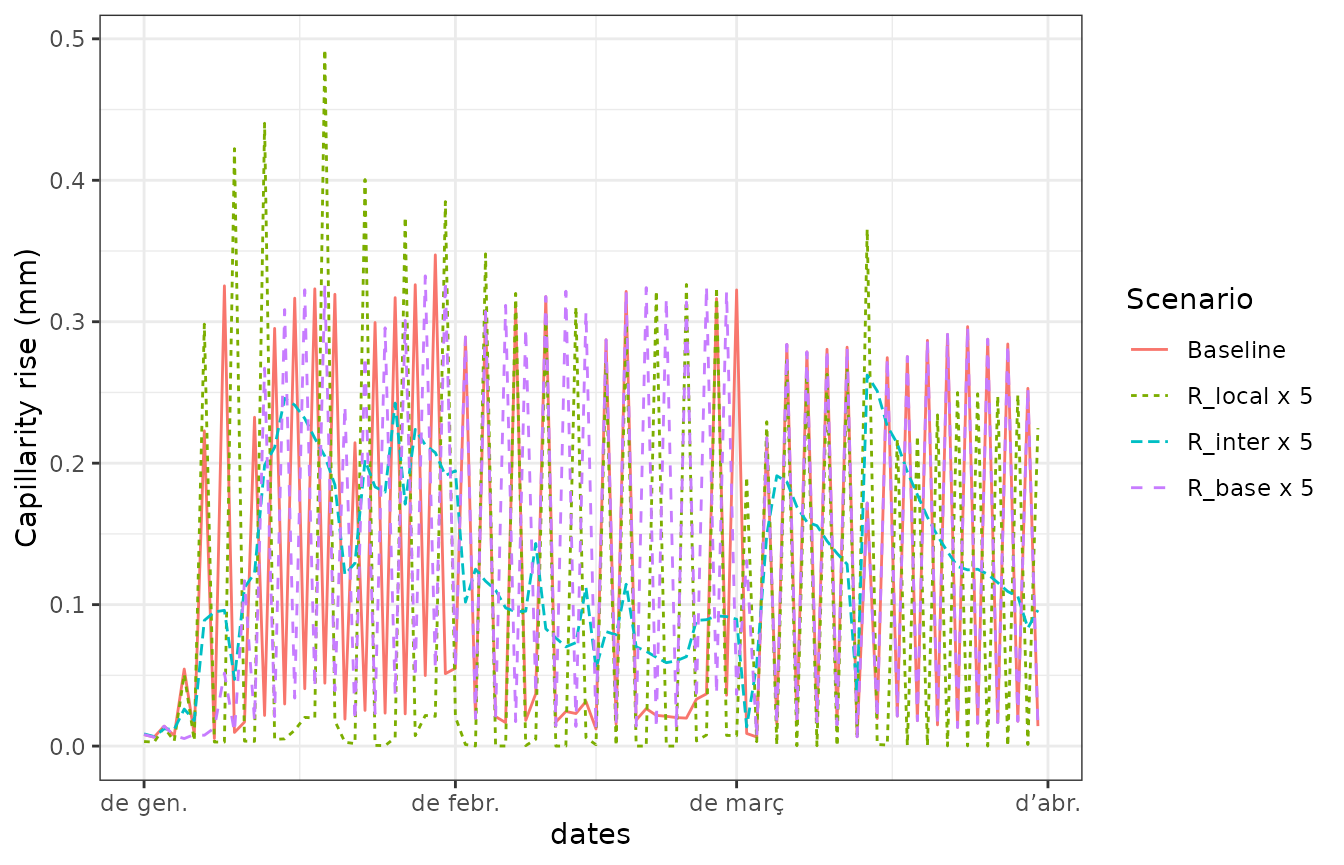 0.5
0.4
0.3
0.2
0.1
0.0
Capillarity rise (mm)
de gen.
de febr.
de març
d’abr.
dates
Scenario
Baseline
R_local x 5
R_inter x 5
R_base x 5